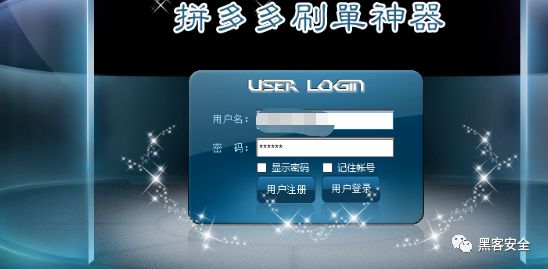 拼多多刷單神器
USER LOGIN
用户名:
密 码: ******
显示密码 记住帐号
用户注册 用户登录
黑客安全